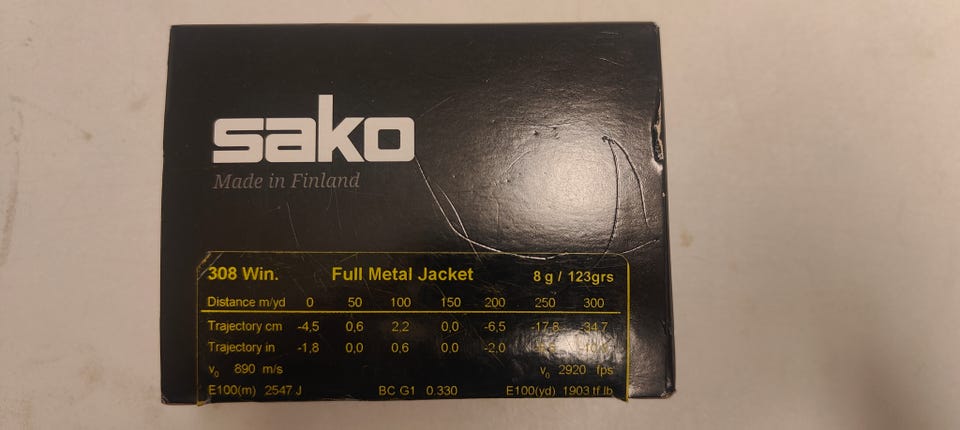 sako
Made in Finland
308 Win. Full Metal Jacket 8 g / 123grs
Distance m/yd 0 50 100 150 200 250 300
Trajectory cm -4,5 0,6 2,2 0,0 -6,5 -17,8 -34,7
Trajectory in -1,8 0,0 0,6 0,0 -2,0
v₀ 890 m/s v₀ 2920 fps
E100(m) 2547 J BC G1 0.330 E100(yd) 1903 tf.lb